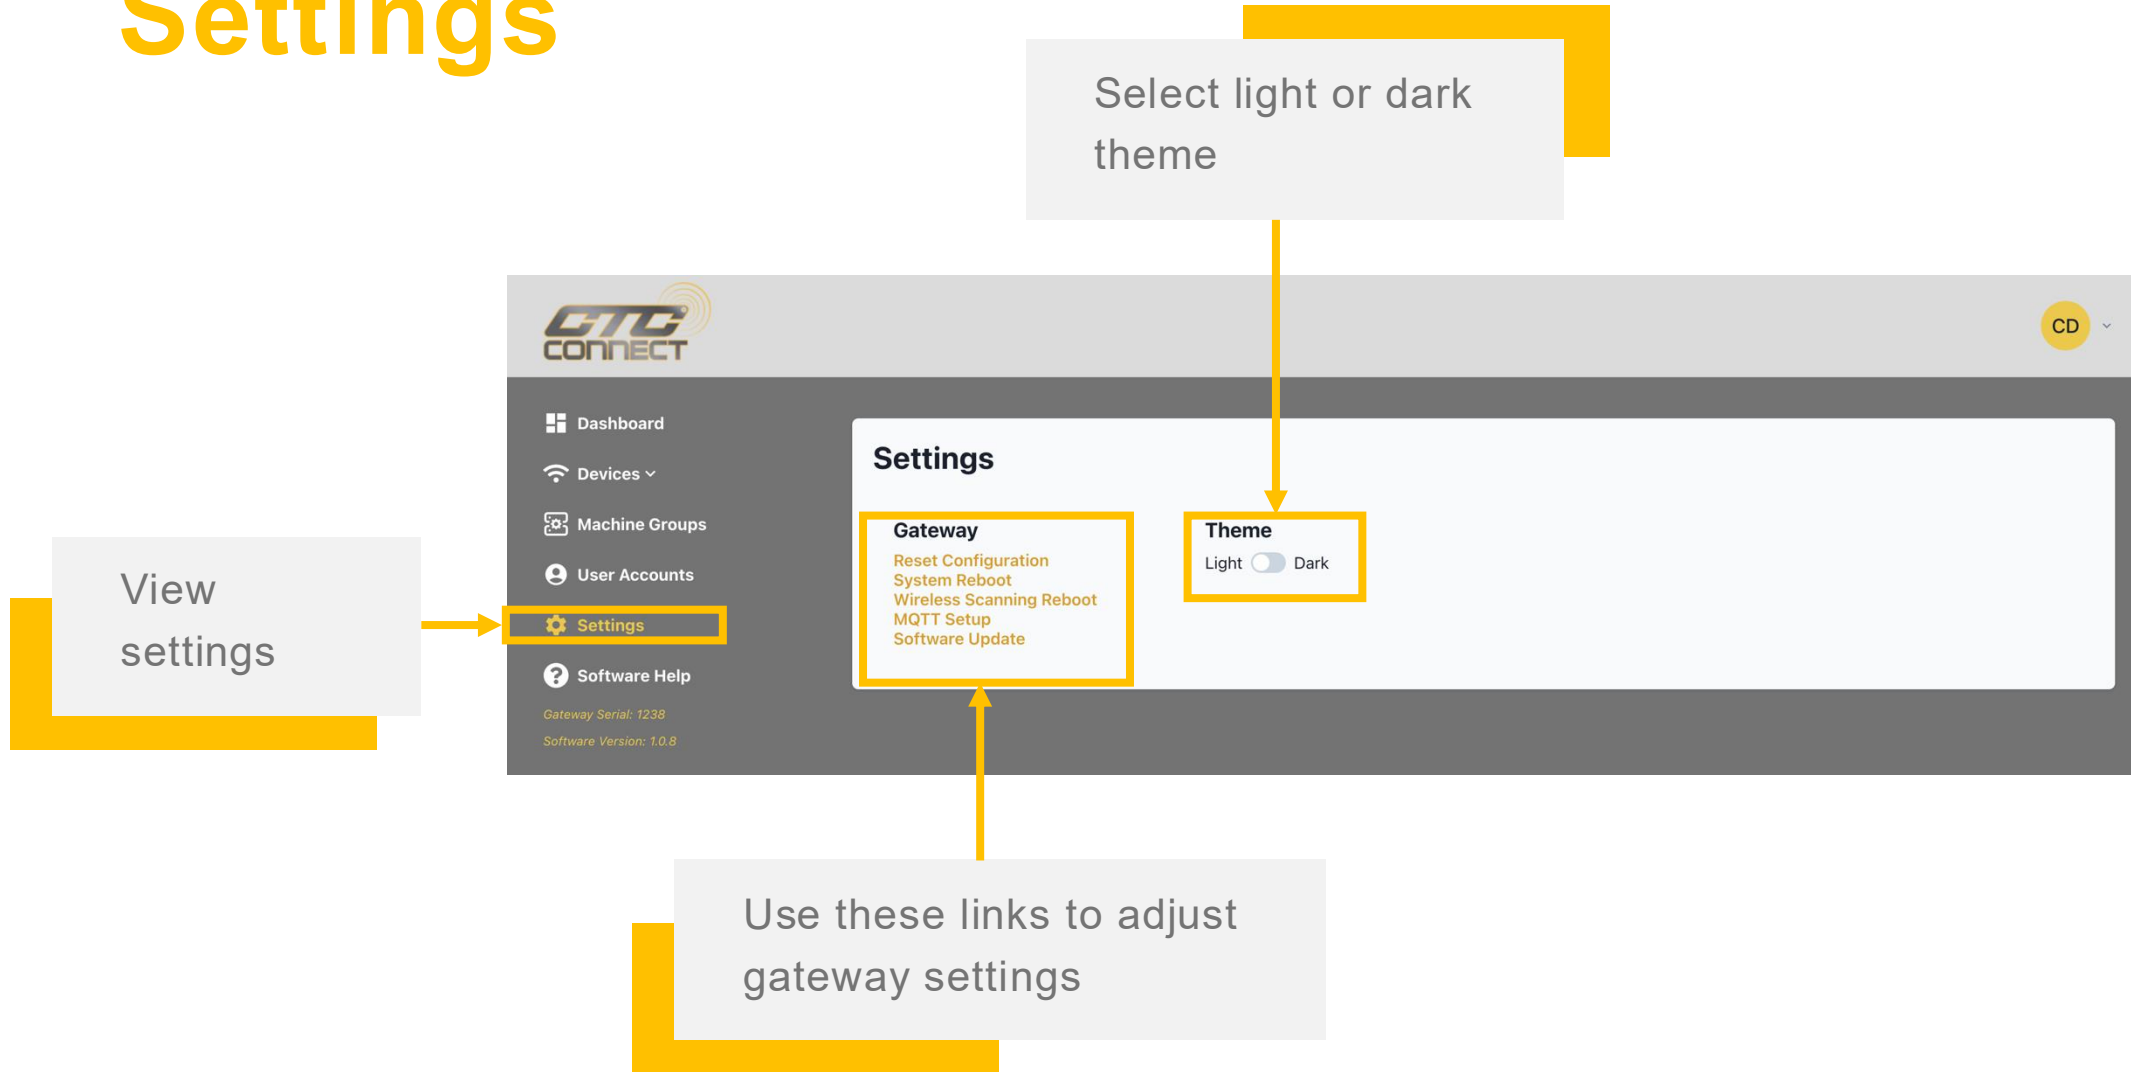 Settings
Select light or dark
theme
CTC
CONNECT
CD
Dashboard
Devices
Machine Groups
User Accounts
Settings
Software Help
Gateway Serial: 1238
Software Version: 1.0.8
Settings
Gateway
Reset Configuration
System Reboot
Wireless Scanning Reboot
MQTT Setup
Software Update
Theme
Light Dark
View
settings
Use these links to adjust
gateway settings